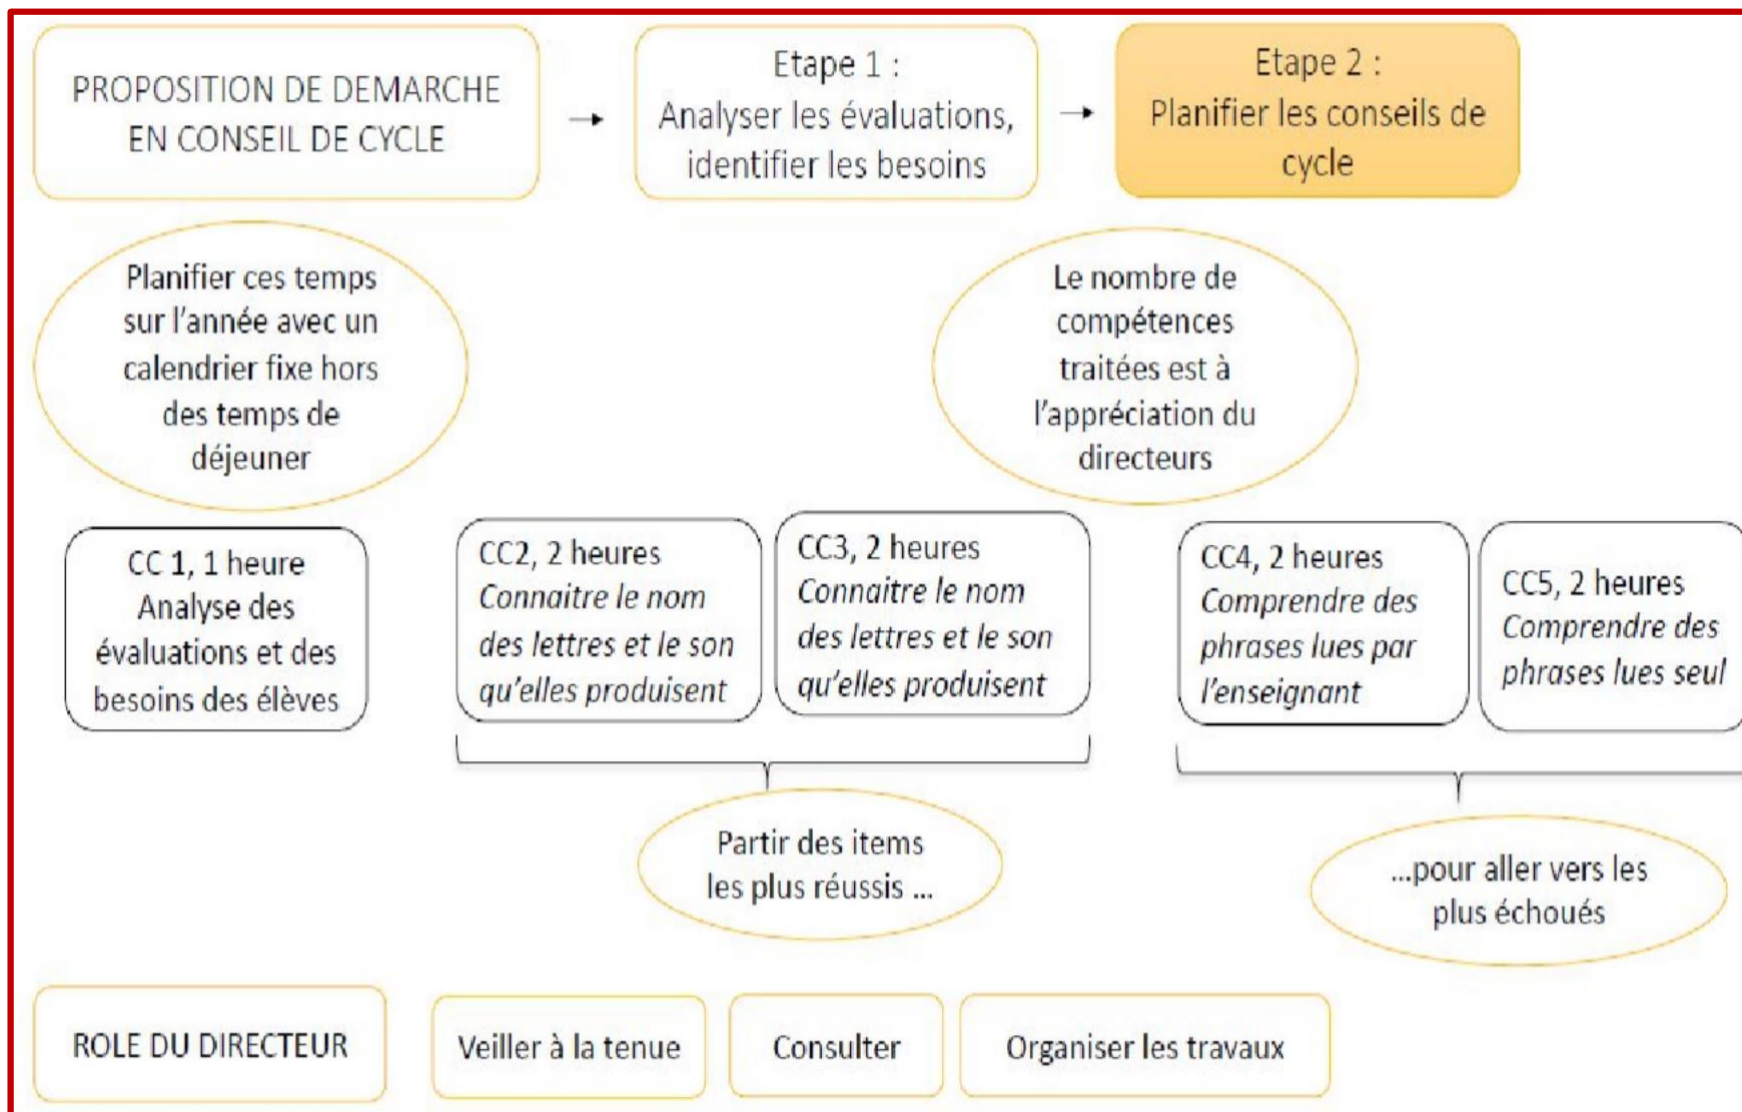 PROPOSITION DE DEMARCHE
EN CONSEIL DE CYCLE
→
Etape 1 :
Analyser les évaluations,
identifier les besoins
→
Etape 2 :
Planifier les conseils de
cycle
Planifier ces temps
sur l'année avec un
calendrier fixe hors
des temps de
déjeuner
Le nombre de
compétences
traitées est à
l'appréciation du
directeurs
CC 1, 1 heure
Analyse des
évaluations et des
besoins des élèves
CC2, 2 heures
Connaitre le nom
des lettres et le son
qu'elles produisent
CC3, 2 heures
Connaitre le nom
des lettres et le son
qu'elles produisent
CC4, 2 heures
Comprendre des
phrases lues par
l'enseignant
CC5, 2 heures
Comprendre des
phrases lues seul
Partir des items
les plus réussis ...
...pour aller vers les
plus échoués
ROLE DU DIRECTEUR
Veiller à la tenue
Consulter
Organiser les travaux